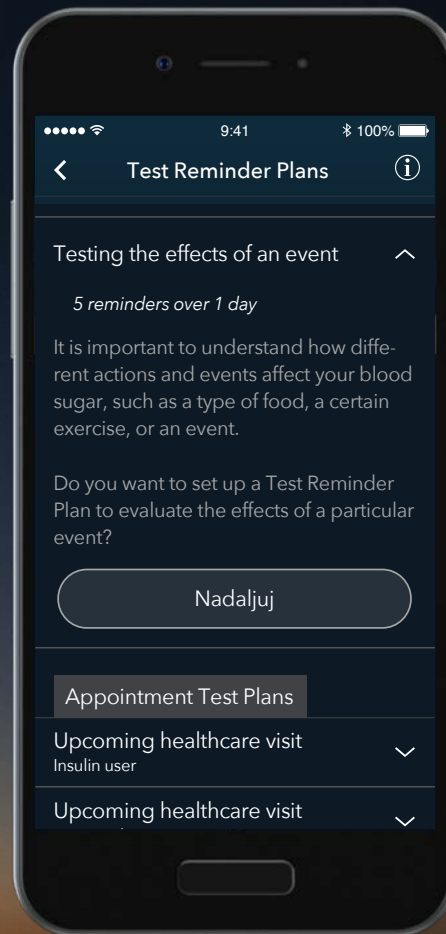 9:41
100%
Test Reminder Plans
Testing the effects of an event
5 reminders over 1 day
It is important to understand how diffe-
rent actions and events affect your blood
sugar, such as a type of food, a certain
exercise, or an event.
Do you want to set up a Test Reminder
Plan to evaluate the effects of a particular
event?
Nadaljuj
Appointment Test Plans
Upcoming healthcare visit
Insulin user
Upcoming healthcare visit